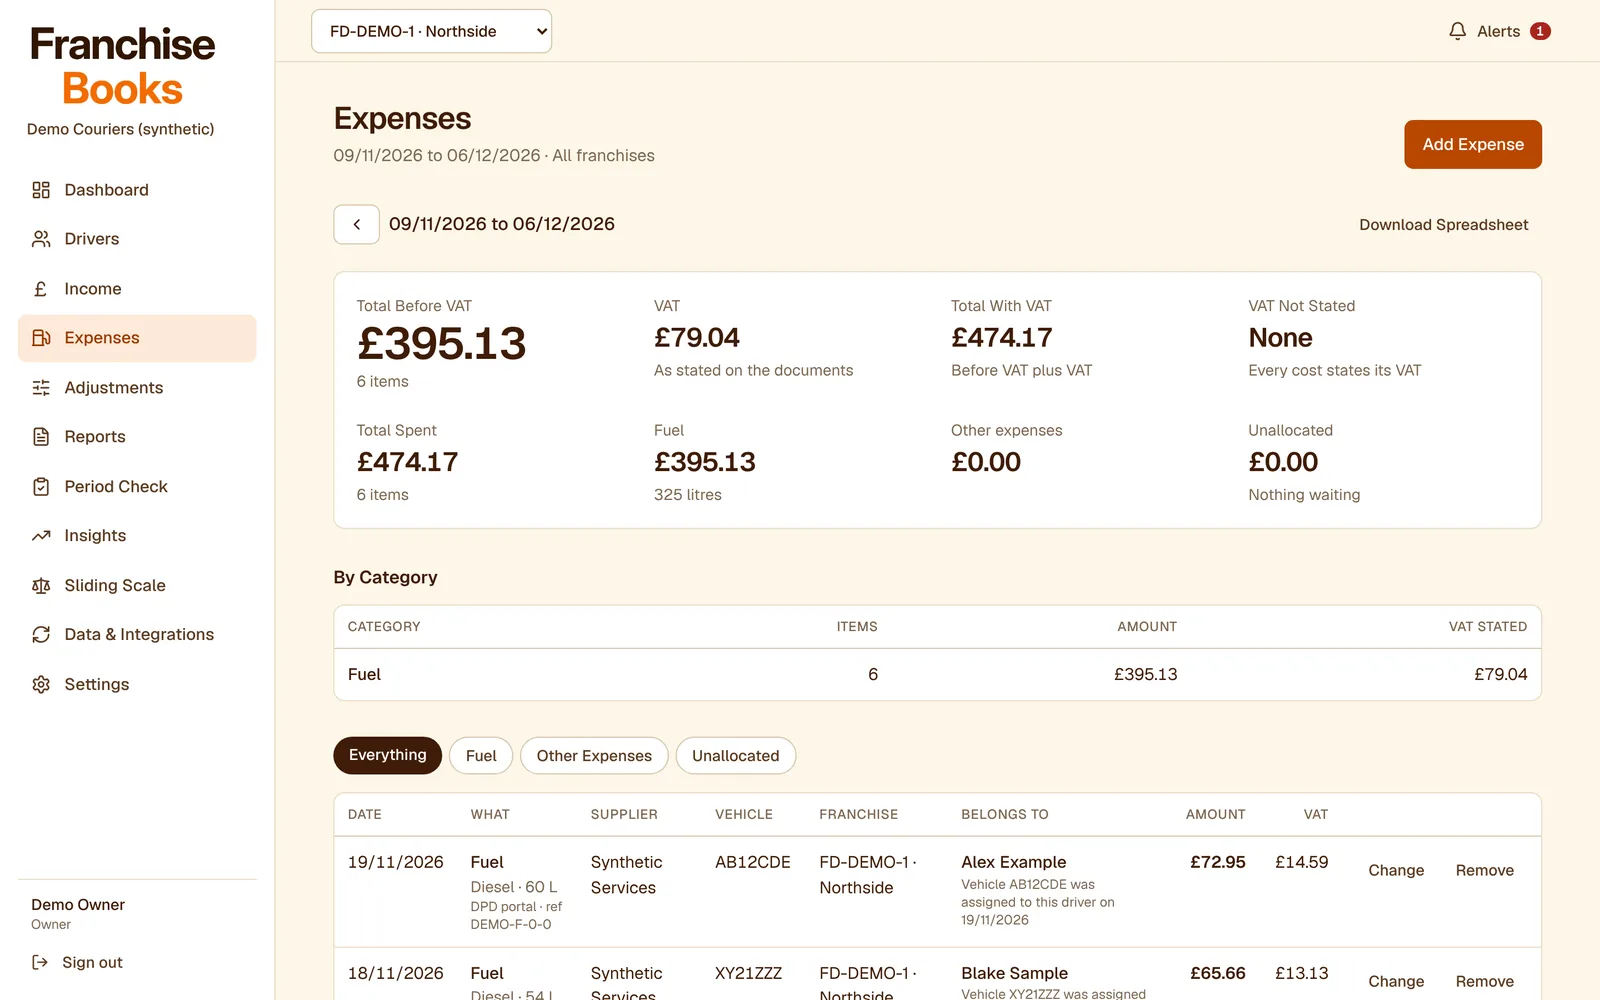 Franchise
Books
Demo Couriers (synthetic)
Dashboard
Drivers
£ Income
Expenses
Adjustments
Reports
Period Check
Insights
Sliding Scale
Data & Integrations
Settings
Demo Owner
Owner
Sign out
FD-DEMO-1 · Northside
Alerts 1
Expenses
09/11/2026 to 06/12/2026 · All franchises
Add Expense
09/11/2026 to 06/12/2026
Download Spreadsheet
Total Before VAT
£395.13
6 items
VAT
£79.04
As stated on the documents
Total With VAT
£474.17
Before VAT plus VAT
VAT Not Stated
None
Every cost states its VAT
Total Spent
£474.17
6 items
Fuel
£395.13
325 litres
Other expenses
£0.00
Unallocated
£0.00
Nothing waiting
By Category
CATEGORY ITEMS AMOUNT VAT STATED
Fuel 6 £395.13 £79.04
Everything Fuel Other Expenses Unallocated
DATE WHAT SUPPLIER VEHICLE FRANCHISE BELONGS TO AMOUNT VAT
19/11/2026
Fuel
Diesel · 60 L
DPD portal · ref
DEMO-F-0-0
Synthetic
Services
AB12CDE
FD-DEMO-1 ·
Northside
Alex Example
Vehicle AB12CDE was
assigned to this driver on
19/11/2026
£72.95
£14.59
Change
Remove
18/11/2026
Fuel
Diesel · 54 L
Synthetic
Services
XY21ZZZ
FD-DEMO-1 ·
Northside
Blake Sample
Vehicle XY21ZZZ was assigned
£65.66
£13.13
Change
Remove